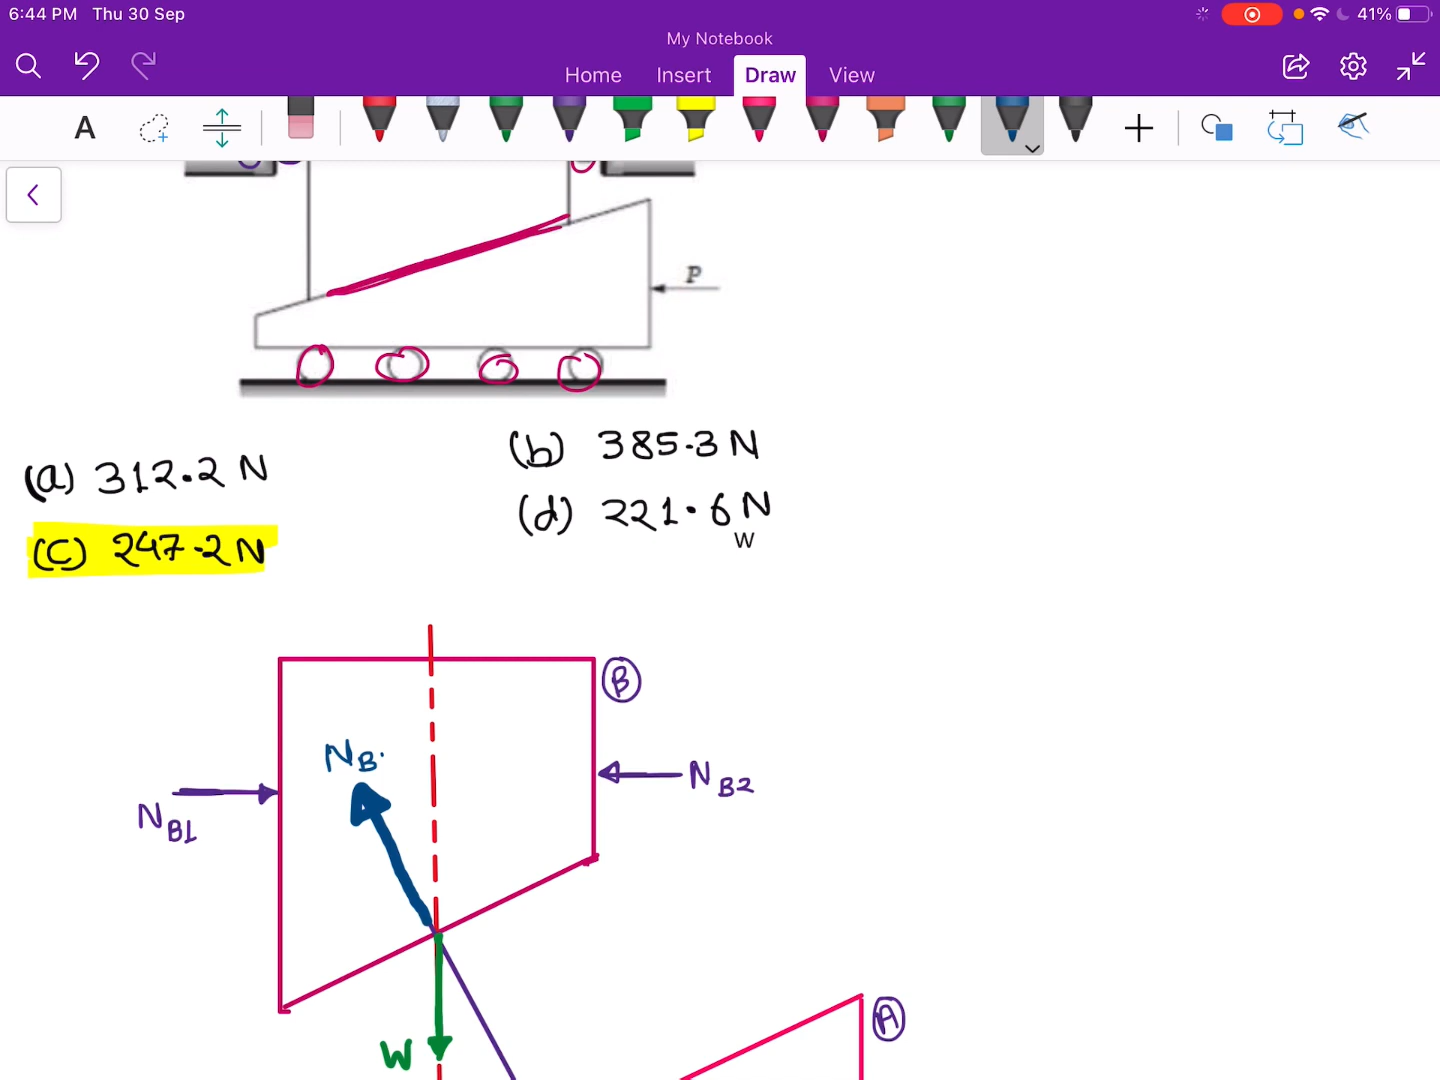 6:44 PM Thu 30 Sep
41%
My Notebook
Home Insert Draw View
A
P
(a) 312.2 N
(b) 385.3 N
(c) 247.2 N
(d) 221.6 N
W
B
NB.
NB1
NB2
W
A